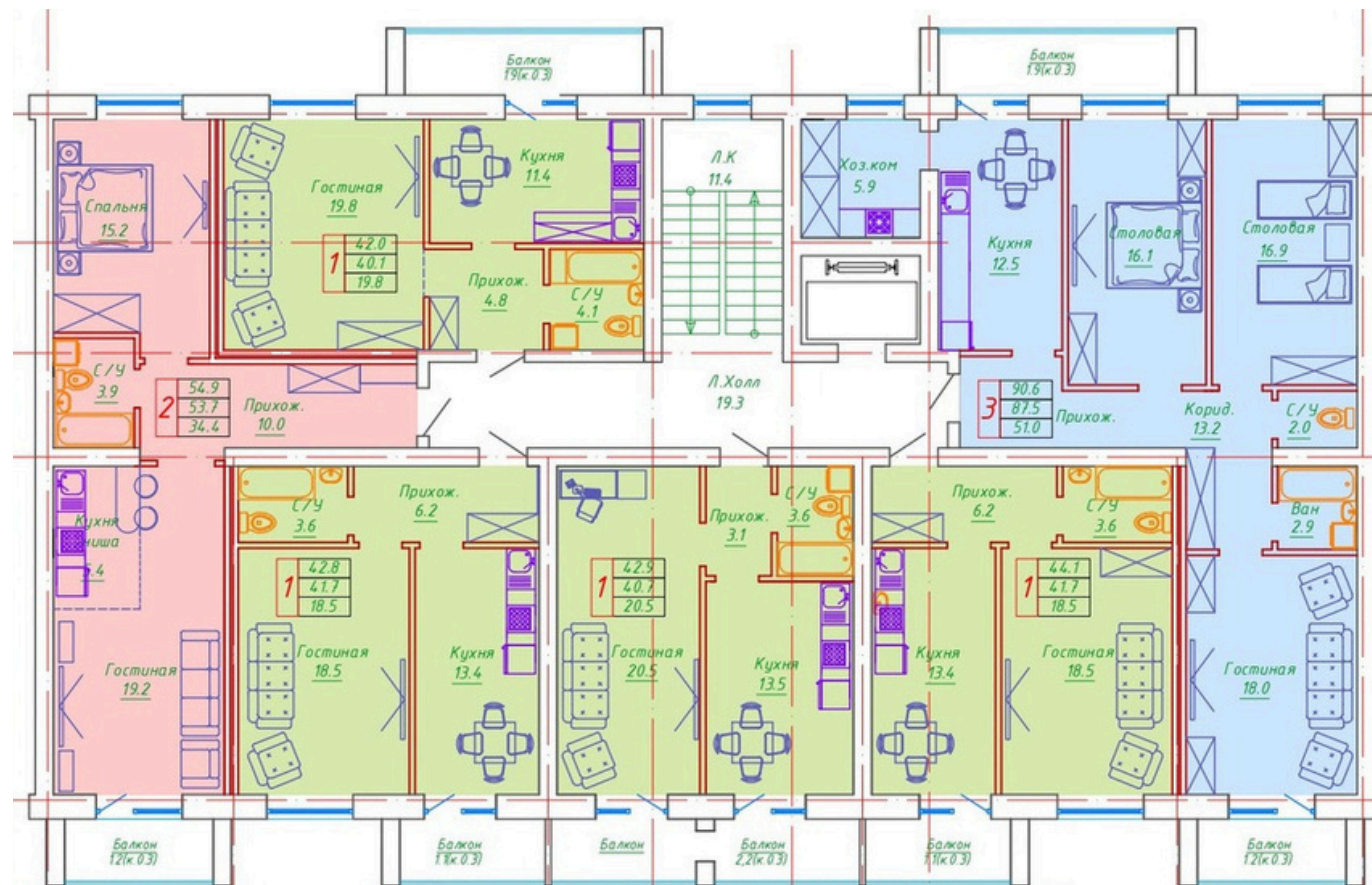 Балкон
1.9(к.0.3)
Балкон
1.9(к.0.3)
Спальня
15.2
Гостиная
19.8
1
42.0
40.1
19.8
Кухня
11.4
Прихож.
4.8
С/У
4.1
Л.К
11.4
Хоз.ком
5.9
Кухня
12.5
Столовая
16.1
Столовая
16.9
С/У
3.9
2
54.9
53.7
34.4
Прихож.
10.0
Л.Холл
19.3
3
90.6
87.5
51.0
Прихож.
Корид.
13.2
С/У
2.0
Кухня
ниша
Гостиная
19.2
С/У
3.6
Прихож.
6.2
1
42.8
41.7
18.5
Гостиная
18.5
Кухня
13.4
Прихож.
3.1
С/У
3.6
1
42.9
40.7
20.5
Гостиная
20.5
Кухня
13.5
Прихож.
6.2
С/У
3.6
1
44.1
41.7
18.5
Кухня
13.4
Гостиная
18.5
Ван
2.9
Гостиная
18.0
Балкон
1.2(к.0.3)
Балкон
1.1(к.0.3)
Балкон
Балкон
2,2(к.0.3)
Балкон
1.1(к.0.3)
Балкон
1.2(к.0.3)